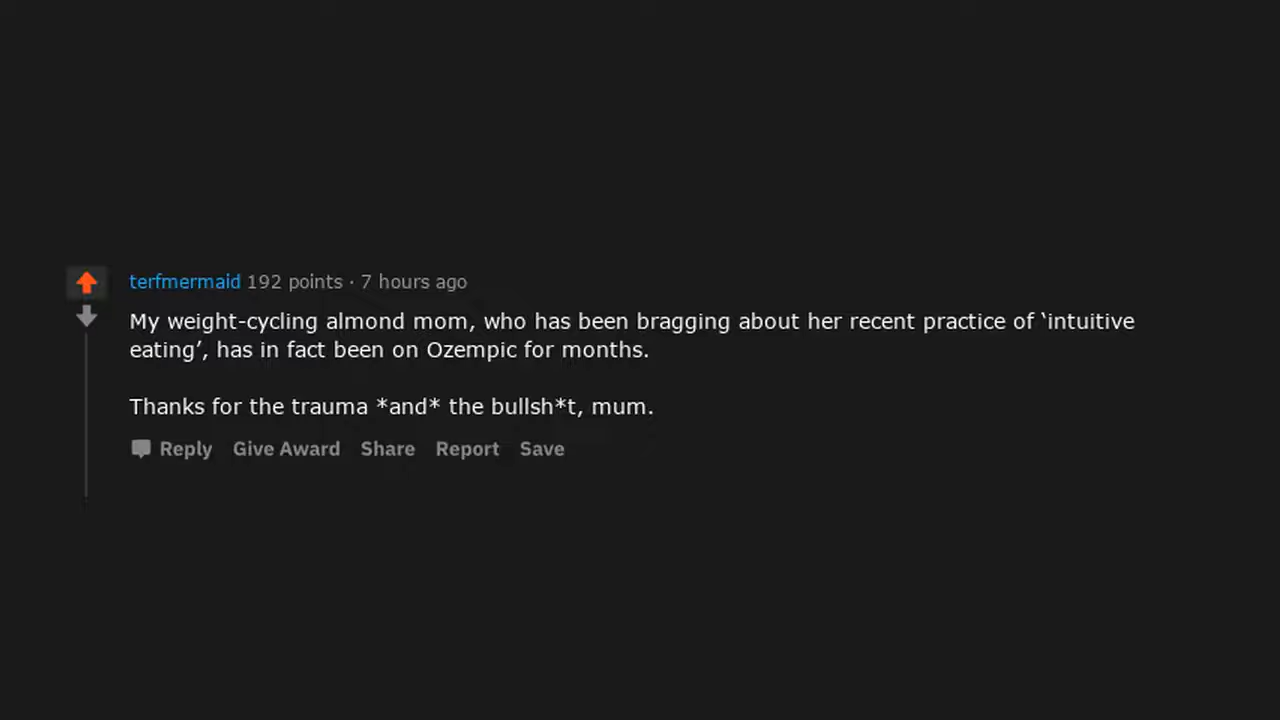 terfmermaid 192 points · 7 hours ago
My weight-cycling almond mom, who has been bragging about her recent practice of ‘intuitive
eating’, has in fact been on Ozempic for months.
Thanks for the trauma *and* the bullsh*t, mum.
Reply Give Award Share Report Save